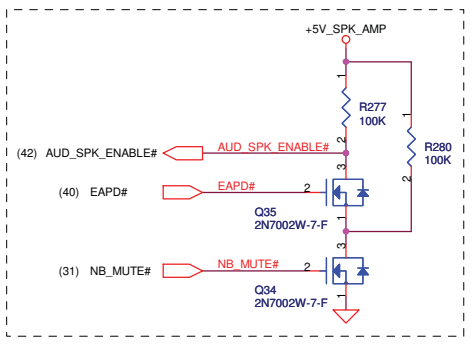 +5V_SPK_AMP
1
R277
100K
2
1
R280
100K
2
(42) AUD_SPK_ENABLE#
AUD_SPK_ENABLE#
3
(40) EAPD#
EAPD#
2
Q35
2N7002W-7-F
1
3
(31) NB_MUTE#
NB_MUTE#
2
Q34
2N7002W-7-F
1